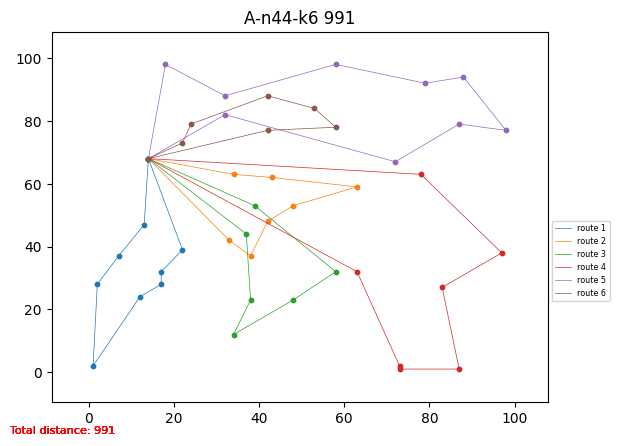 A-n44-k6 991
100
80
60
40
20
0
0 20 40 60 80 100
route 1
route 2
route 3
route 4
route 5
route 6
Total distance: 991